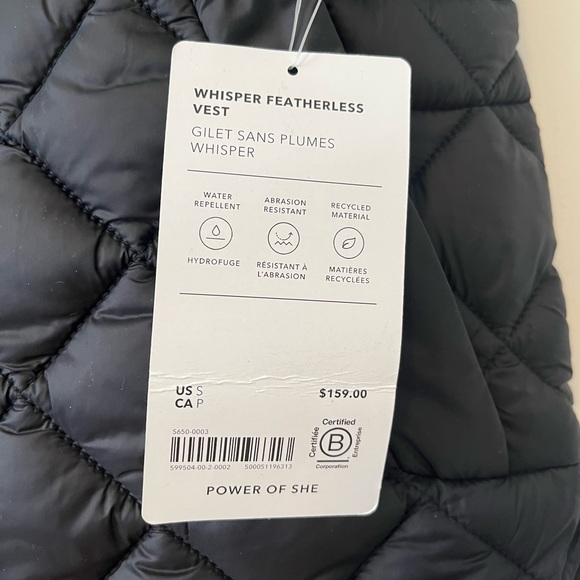 WHISPER FEATHERLESS
VEST
GILET SANS PLUMES
WHISPER
WATER
REPELLENT
HYDROFUGE
ABRASION
RESISTANT
RÉSISTANT À
L'ABRASION
RECYCLED
MATERIAL
MATIÈRES
RECYCLÉES
US S
CA P
$159.00
S650-0003
599504-00-2-0002 500051196313
Certified
Certifiée
B
Entreprise
Corporation
POWER OF SHE